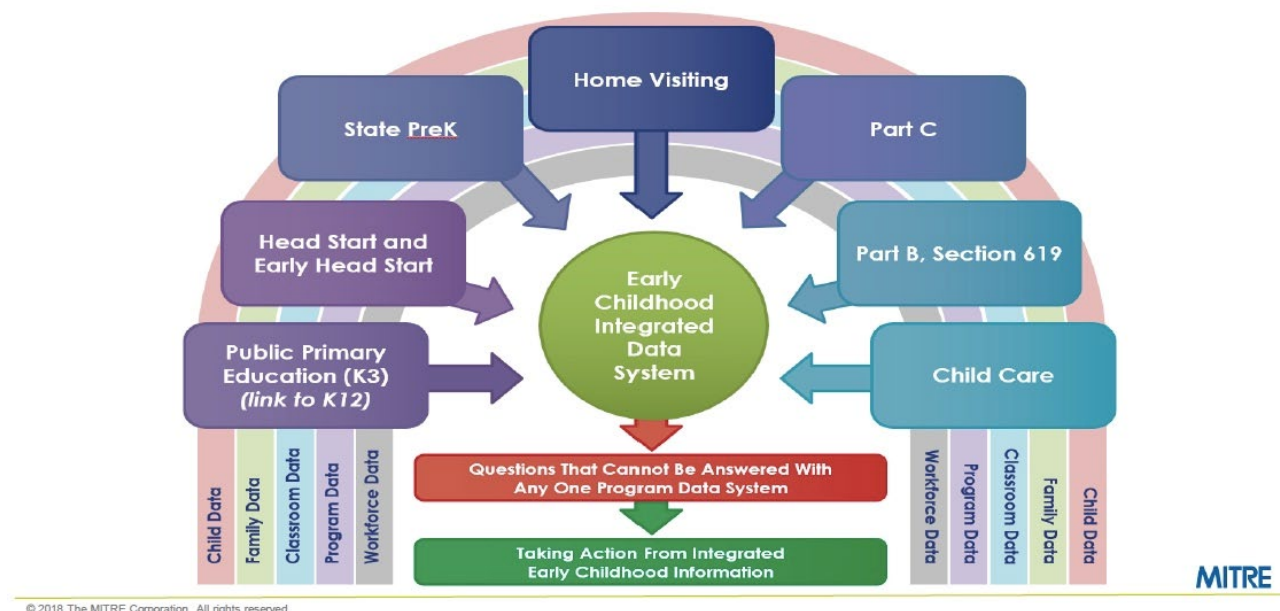 Home Visiting
State PreK
Part C
Head Start and
Early Head Start
Part B, Section 619
Early
Childhood
Integrated
Data
System
Public Primary
Education (K3)
(link to K12)
Child Care
Child Data
Family Data
Classroom Data
Program Data
Workforce Data
Questions That Cannot Be Answered With
Any One Program Data System
Taking Action From Integrated
Early Childhood Information
Workforce Data
Program Data
Classroom Data
Family Data
Child Data
MITRE
© 2018 The MITRE Corporation. All rights reserved